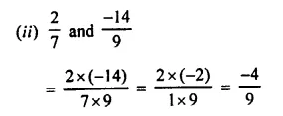 (ii) 2/7 and -14/9
= 2×(-14)/7×9 = 2×(-2)/1×9 = -4/9